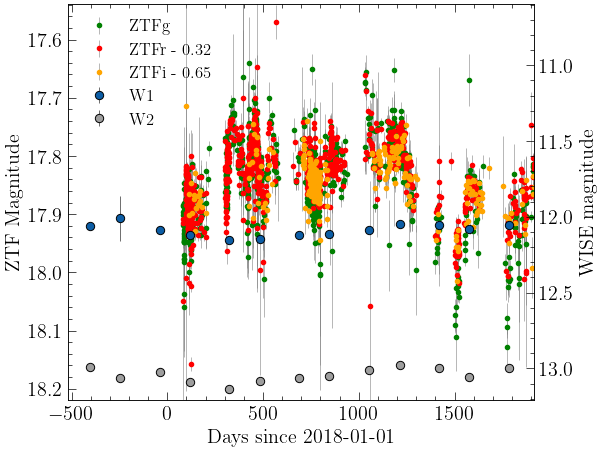 ZTFg
ZTFr - 0.32
ZTFi - 0.65
W1
W2
17.6
17.7
17.8
17.9
18.0
18.1
18.2
ZTF Magnitude
11.0
11.5
12.0
12.5
13.0
WISE magnitude
−500
0
500
1000
1500
Days since 2018-01-01